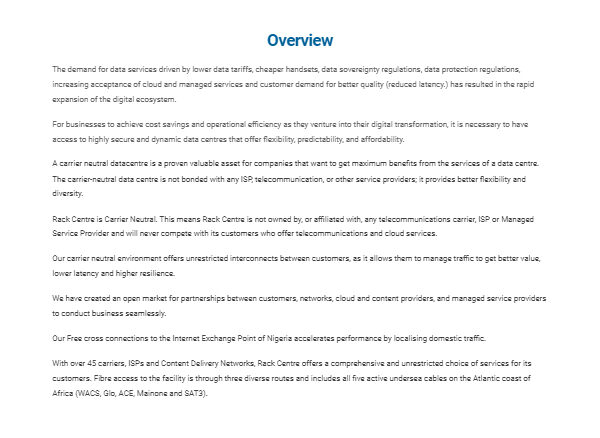 Overview
The demand for data services driven by lower data tariffs, cheaper handsets, data sovereignty regulations, data protection regulations,
increasing acceptance of cloud and managed services and customer demand for better quality (reduced latency.) has resulted in the rapid
expansion of the digital ecosystem.
For businesses to achieve cost savings and operational efficiency as they venture into their digital transformation, it is necessary to have
access to highly secure and dynamic data centres that offer flexibility, predictability, and affordability.
A carrier neutral datacentre is a proven valuable asset for companies that want to get maximum benefits from the services of a data centre.
The carrier-neutral data centre is not bonded with any ISP, telecommunication, or other service providers; it provides better flexibility and
diversity.
Rack Centre is Carrier Neutral. This means Rack Centre is not owned by, or affiliated with, any telecommunications carrier, ISP or Managed
Service Provider and will never compete with its customers who offer telecommunications and cloud services.
Our carrier neutral environment offers unrestricted interconnects between customers, as it allows them to manage traffic to get better value,
lower latency and higher resilience.
We have created an open market for partnerships between customers, networks, cloud and content providers, and managed service providers
to conduct business seamlessly.
Our Free cross connections to the Internet Exchange Point of Nigeria accelerates performance by localising domestic traffic.
With over 45 carriers, ISPs and Content Delivery Networks, Rack Centre offers a comprehensive and unrestricted choice of services for its
customers. Fibre access to the facility is through three diverse routes and includes all five active undersea cables on the Atlantic coast of
Africa (WACS, Glo, ACE, Mainone and SAT3).